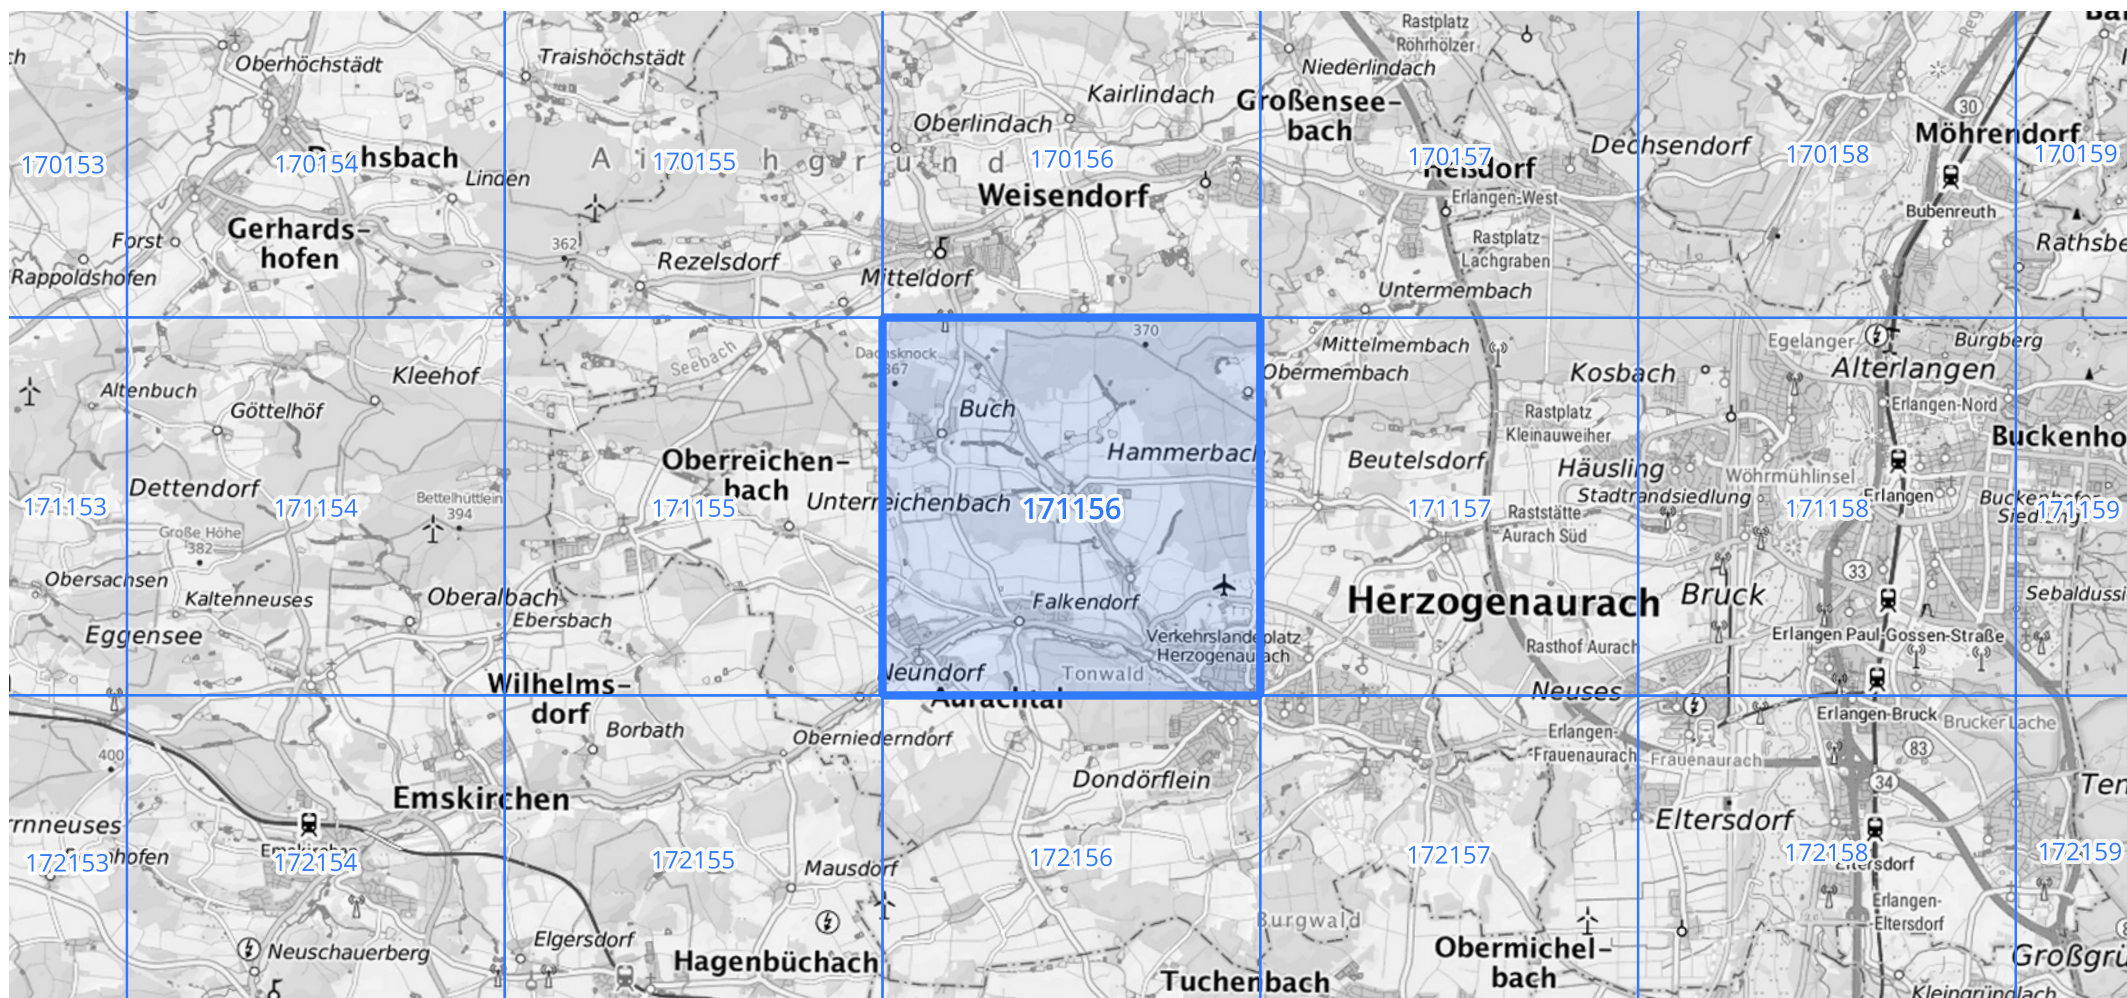 Rastplatz
Röhrholzer
Oberhöchstädt
Traishöchstädt
Niederlindach
Kairlindach
Großensee-
bach
30
Oberlindach
Möhrendorf
Dechsendorf
170153
170154
170155
170156
170157
170158
170159
A i h g r u n d
Linden
Weisendorf
Erlangen-West
Bubenreuth
Gerhards-
hofen
Forst
362
Rastplatz
Lachgraben
Rezelsdorf
Rappoldshofen
Mitteldorf
Untermembach
370
Egelanger
Burgberg
Mittelmembach
Seebach
367
Kleehof
Obermembach
Kosbach
Alterlangen
Altenbuch
Göttelhöf
Buch
Rastplatz
Kleinauweiher
Erlangen-Nord
Hammerbach
Oberreichen-
bach
Beutelsdorf
Häusling
Wöhrmühlinsel
Dettendorf
Bettelhüttlein
394
Unterreichenbach
Stadtrandsiedlung
Erlangen
171153
171154
171155
171156
171157
171158
171159
Raststätte
Aurach Süd
Große Höhe
382
33
Obersachsen
Kaltenneuses
Oberalbach
Ebersbach
Falkendorf
Herzogenaurach
Bruck
Eggensee
Verkehrslandeplatz
Herzogenaurach
Erlangen Paul-Gossen-Straße
Rasthof Aurach
Neundorf
Tonwald
Wilhelms-
dorf
Neuses
Aurachtal
Erlangen-Bruck
Brucker Lache
Borbath
Oberniederndorf
Erlangen-
Frauenaurach
Frauenaurach
83
400
Dondörflein
34
Emskirchen
Eltersdorf
172153
172154
172155
172156
172157
172158
172159
Mausdorf
Erlangen-
Eltersdorf
Burgwald
Elgersdorf
Neuschauerberg
Hagenbüchach
Obermichel-
bach
Tuchenbach
Kleingründlach